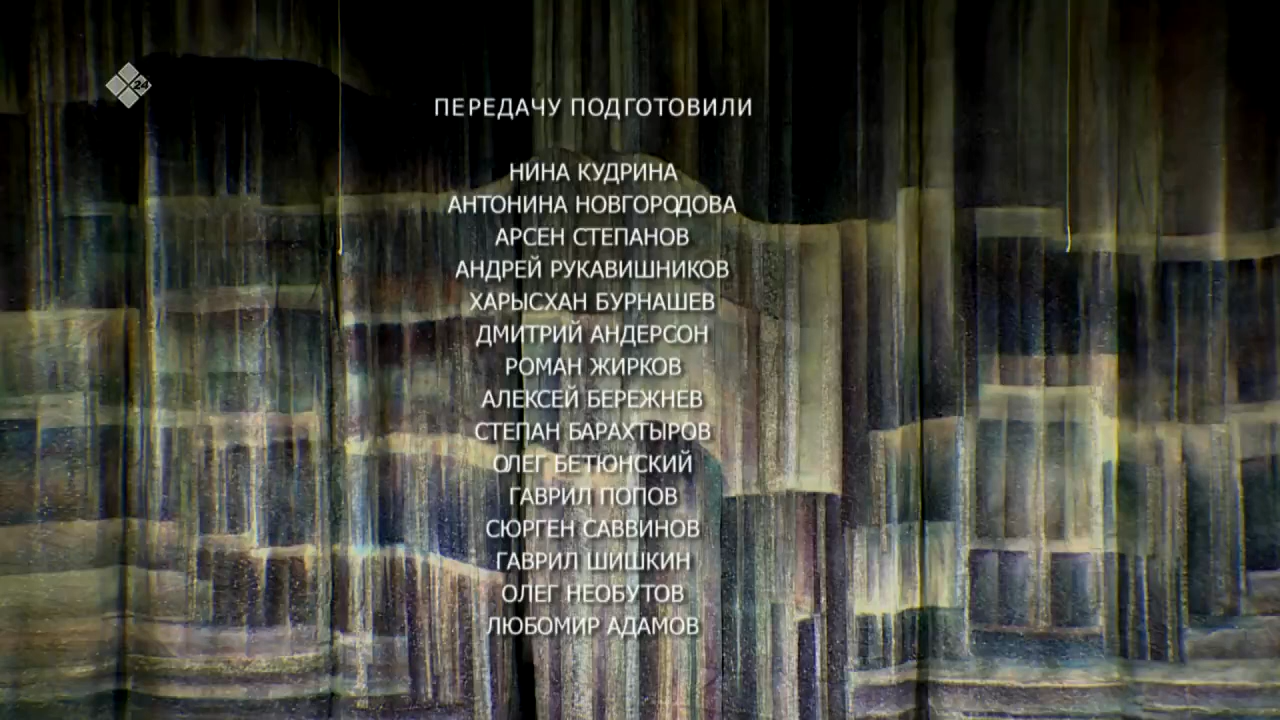 24
ПЕРЕДАЧУ ПОДГОТОВИЛИ
НИНА КУДРИНА
АНТОНИНА НОВГОРОДОВА
АРСЕН СТЕПАНОВ
АНДРЕЙ РУКАВИШНИКОВ
ХАРЫСХАН БУРНАШЕВ
ДМИТРИЙ АНДЕРСОН
РОМАН ЖИРКОВ
АЛЕКСЕЙ БЕРЕЖНЕВ
СТЕПАН БАРАХТЫРОВ
ОЛЕГ БЕТЮНСКИЙ
ГАВРИЛ ПОПОВ
СЮРГЕН САВВИНОВ
ГАВРИЛ ШИШКИН
ОЛЕГ НЕОБУТОВ
ЛЮБОМИР АДАМОВ